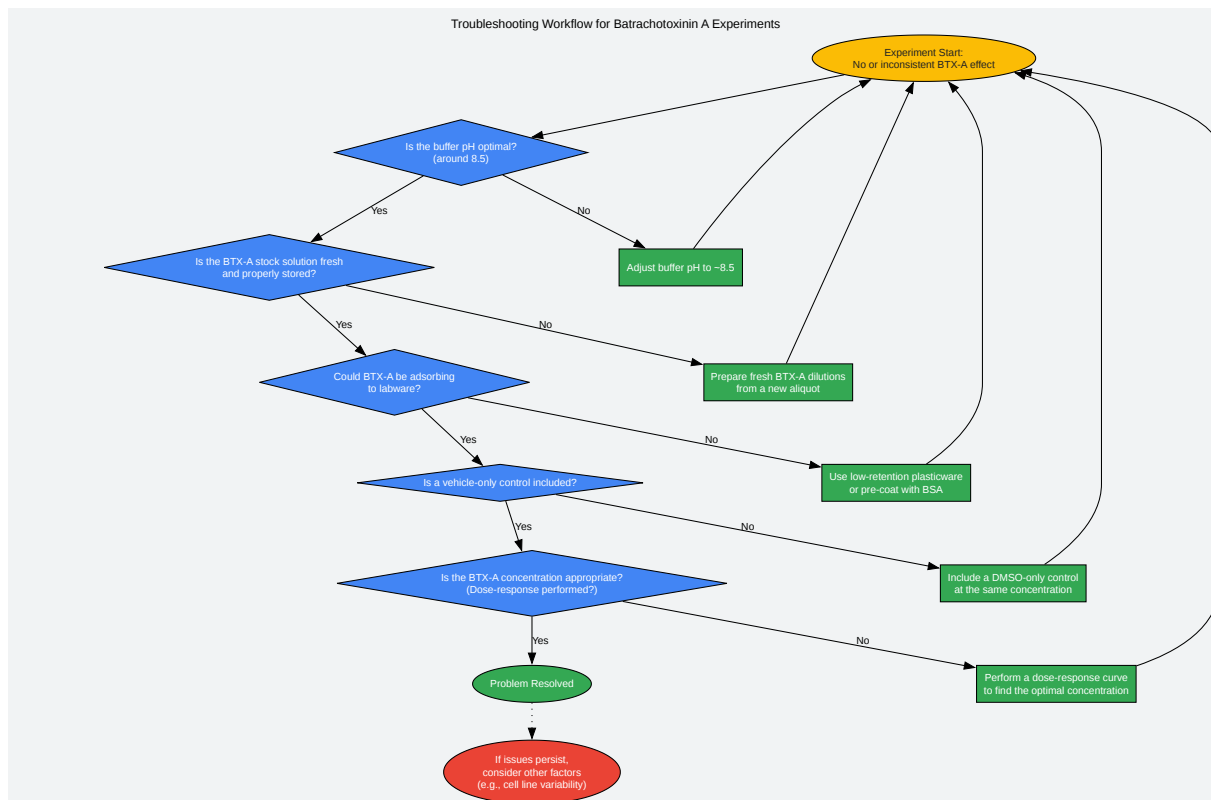 Troubleshooting Workflow for Batrachotoxinin A Experiments
Experiment Start:
No or inconsistent BTX-A effect
Is the buffer pH optimal?
(around 8.5)
Yes
No
Is the BTX-A stock solution fresh
and properly stored?
Adjust buffer pH to ~8.5
Yes
No
Could BTX-A be adsorbing
to labware?
Prepare fresh BTX-A dilutions
from a new aliquot
Yes
No
Is a vehicle-only control included?
Use low-retention plasticware
or pre-coat with BSA
Yes
No
Is the BTX-A concentration appropriate?
(Dose-response performed?)
Include a DMSO-only control
at the same concentration
Yes
No
Problem Resolved
Perform a dose-response curve
to find the optimal concentration
If issues persist,
consider other factors
(e.g., cell line variability)